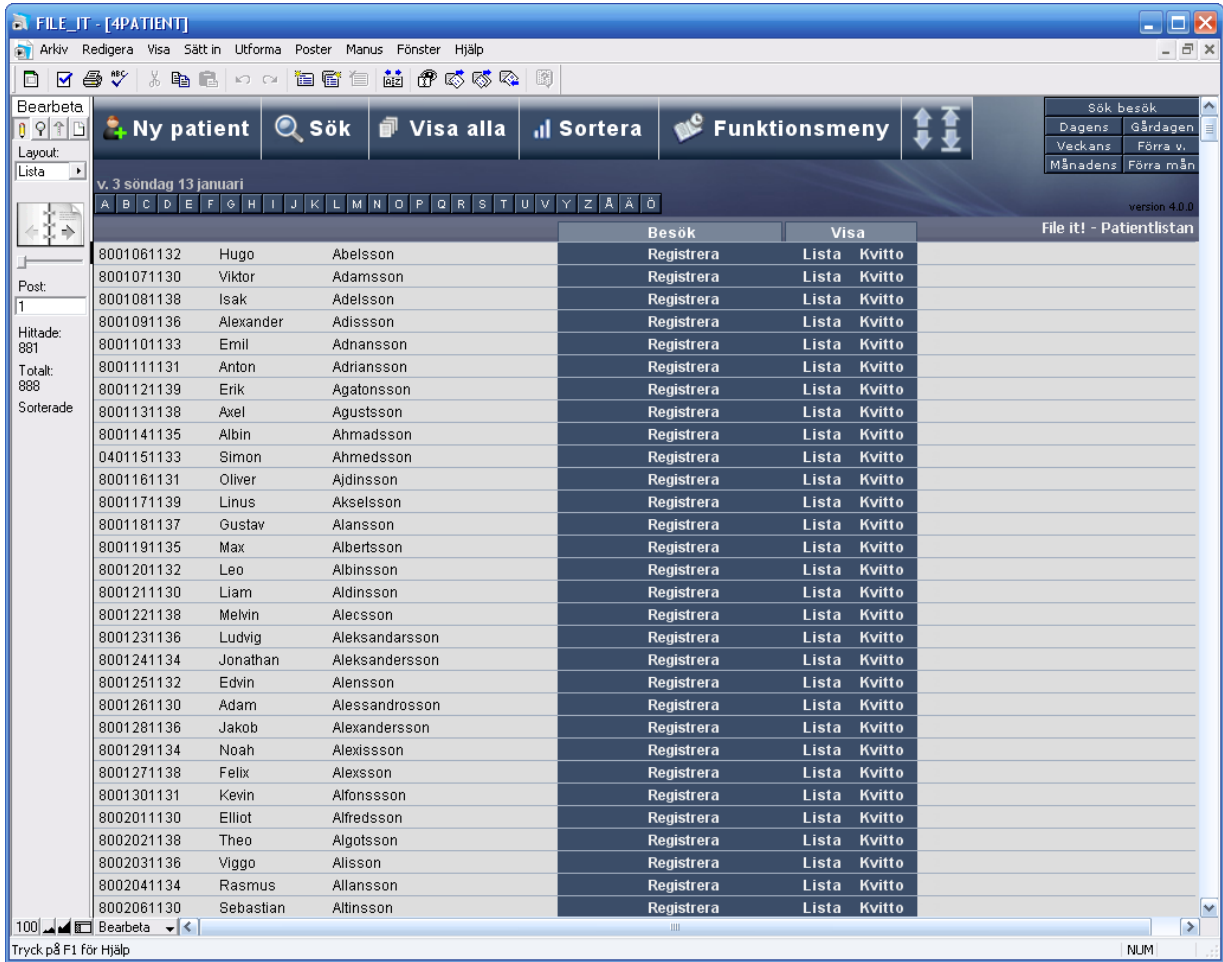 FILE_IT - [4PATIENT]
Arkiv Redigera Visa Sätt in Utforma Poster Manus Fönster Hjälp
Bearbeta
Layout:
Lista
Post:
1
Hittade:
881
Totalt:
888
Sorterade
Ny patient Sök Visa alla Sortera Funktionsmeny
Sök besök
Dagens Gårdagen
Veckans Förra v.
Månadens Förra mån
v. 3 söndag 13 januari
A B C D E F G H I J K L M N O P Q R S T U V Y Z Å Ä Ö
version 4.0.0
Besök Visa File it! - Patientlistan
8001061132 Hugo Abelsson Registrera Lista Kvitto
8001071130 Viktor Adamsson Registrera Lista Kvitto
8001081138 Isak Adelsson Registrera Lista Kvitto
8001091136 Alexander Adissson Registrera Lista Kvitto
8001101133 Emil Adnansson Registrera Lista Kvitto
8001111131 Anton Adriansson Registrera Lista Kvitto
8001121139 Erik Agatonsson Registrera Lista Kvitto
8001131138 Axel Agustsson Registrera Lista Kvitto
8001141135 Albin Ahmadsson Registrera Lista Kvitto
0401151133 Simon Ahmedsson Registrera Lista Kvitto
8001161131 Oliver Ajdinsson Registrera Lista Kvitto
8001171139 Linus Akselsson Registrera Lista Kvitto
8001181137 Gustav Alansson Registrera Lista Kvitto
8001191135 Max Albertsson Registrera Lista Kvitto
8001201132 Leo Albinsson Registrera Lista Kvitto
8001211130 Liam Aldinsson Registrera Lista Kvitto
8001221138 Melvin Alecsson Registrera Lista Kvitto
8001231136 Ludvig Aleksandarsson Registrera Lista Kvitto
8001241134 Jonathan Aleksandersson Registrera Lista Kvitto
8001251132 Edvin Alensson Registrera Lista Kvitto
8001261130 Adam Alessandrosson Registrera Lista Kvitto
8001281136 Jakob Alexandersson Registrera Lista Kvitto
8001291134 Noah Alexissson Registrera Lista Kvitto
8001271138 Felix Alexsson Registrera Lista Kvitto
8001301131 Kevin Alfonssson Registrera Lista Kvitto
8002011130 Elliot Alfredsson Registrera Lista Kvitto
8002021138 Theo Algotsson Registrera Lista Kvitto
8002031136 Viggo Alisson Registrera Lista Kvitto
8002041134 Rasmus Allansson Registrera Lista Kvitto
8002061130 Sebastian Altinsson Registrera Lista Kvitto
100 Bearbeta
Tryck på F1 för Hjälp NUM